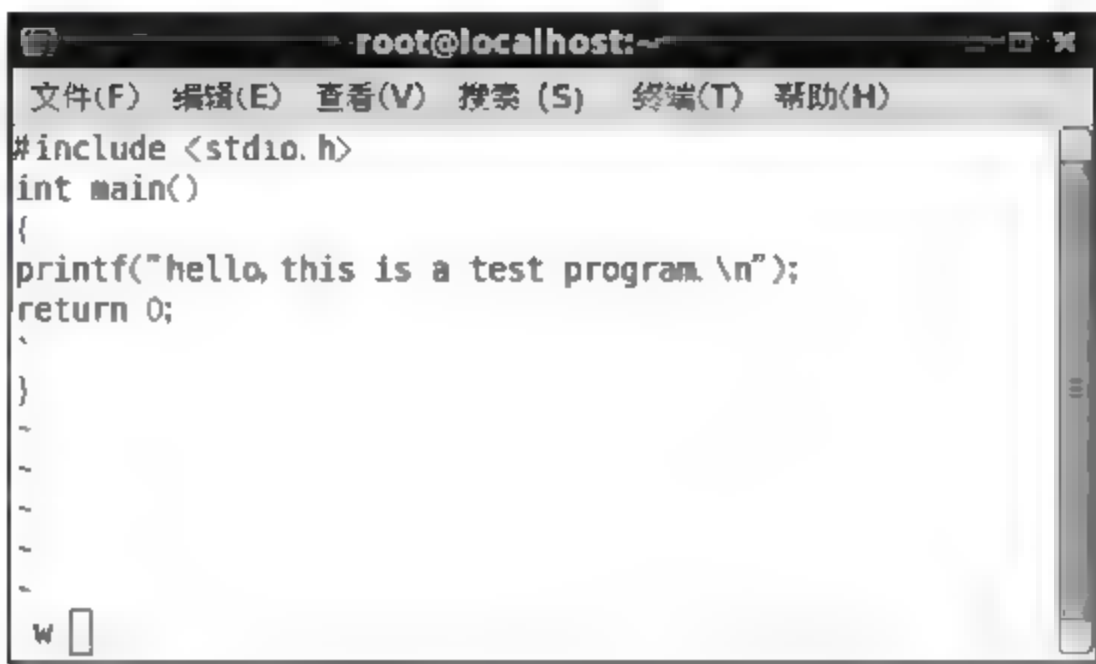 root@localhost:~
文件(F) 编辑(E) 查看(V) 搜索 (S) 终端(T) 帮助(H)
#include <stdio.h>
int main()
{
printf("hello,this is a test program.\n");
return 0;
`
}
~
~
~
~
~
w